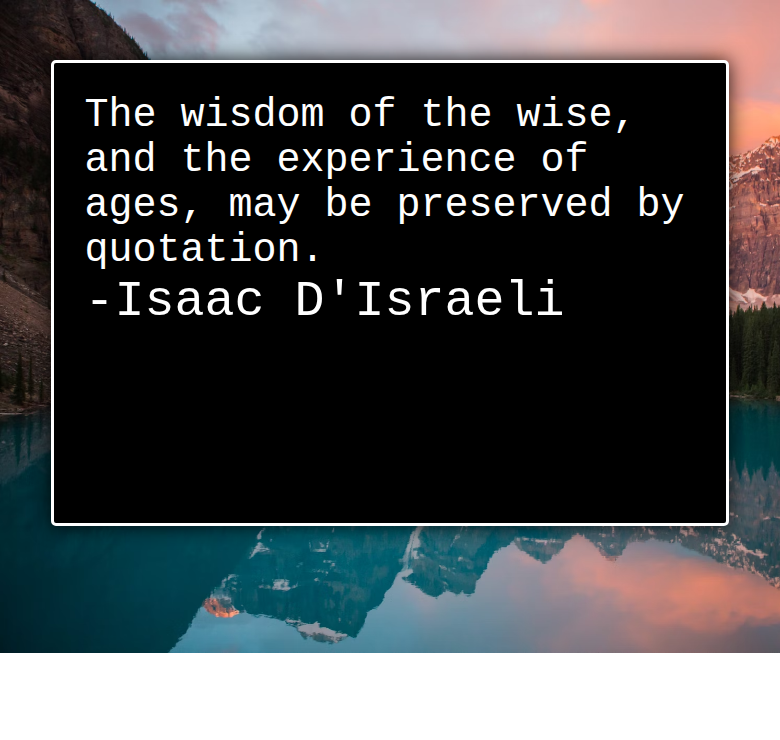 The wisdom of the wise,
and the experience of
ages, may be preserved by
quotation.
-Isaac D'Israeli